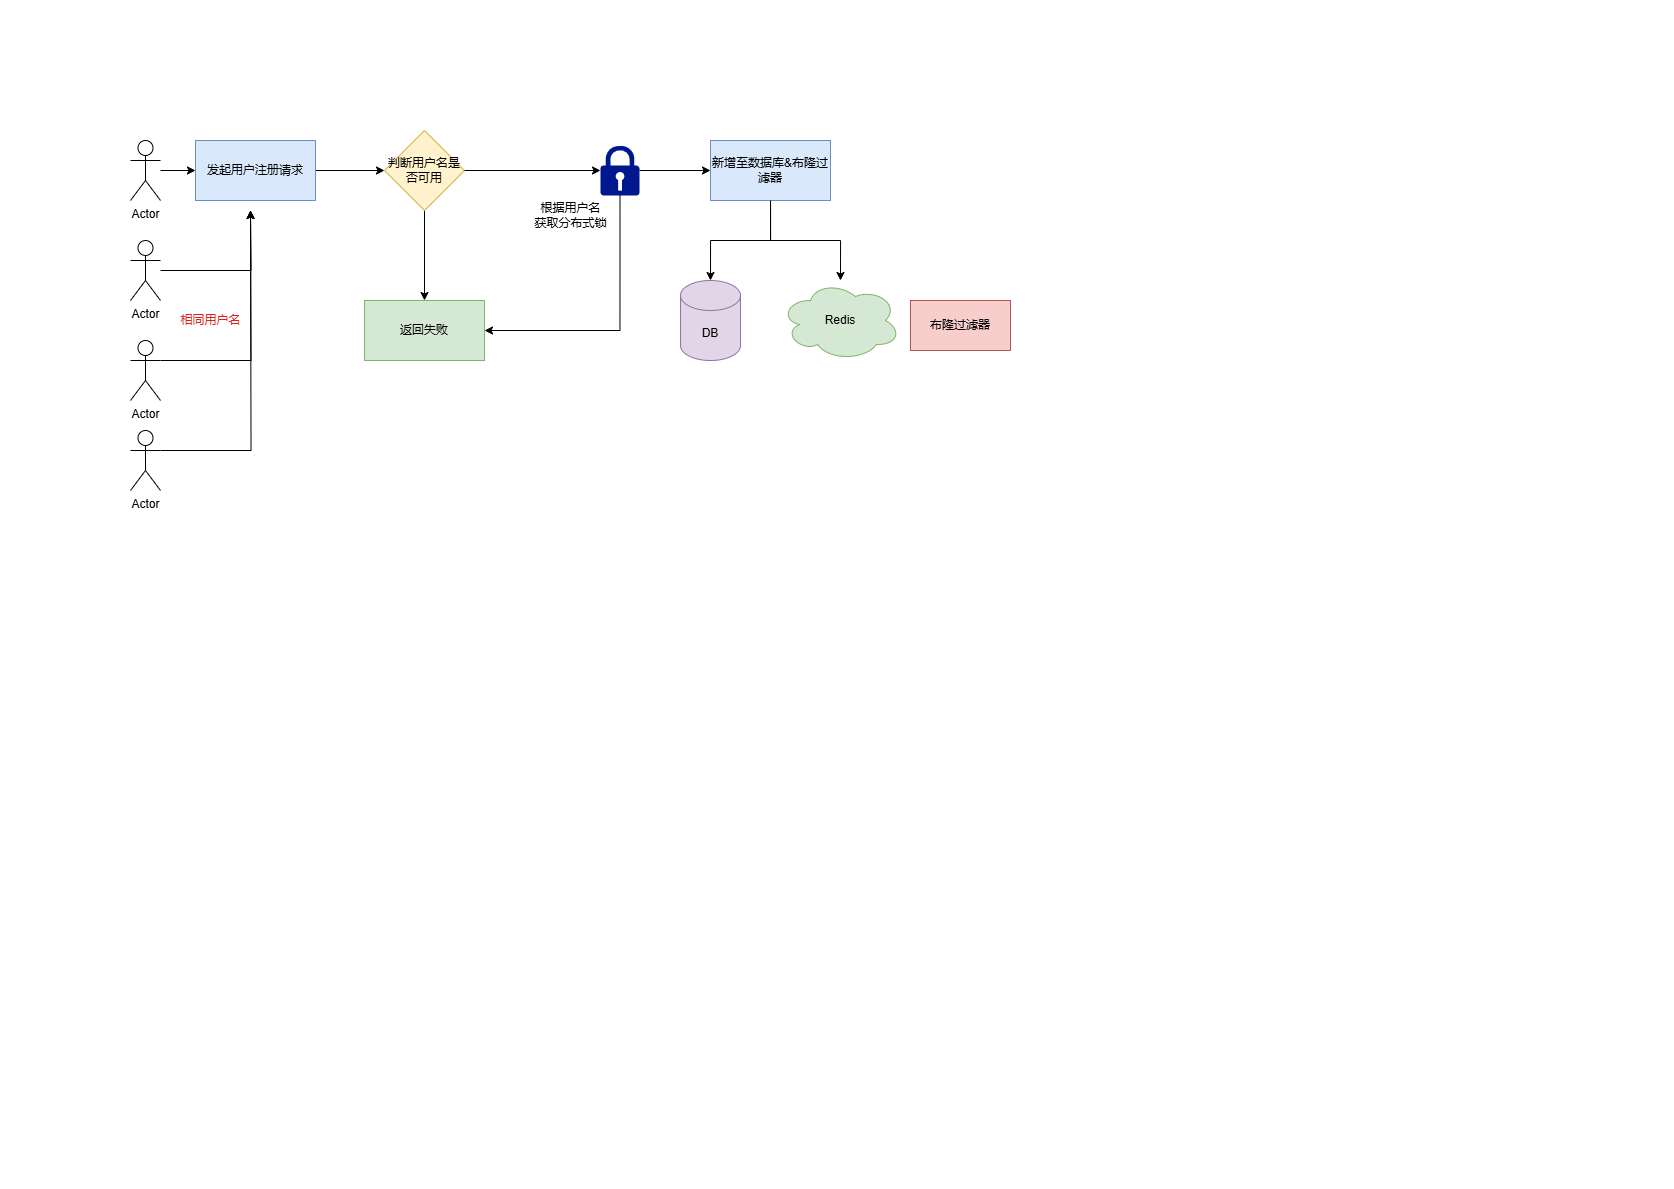 Actor
发起用户注册请求
判断用户名是
否可用
根据用户名
获取分布式锁
新增至数据库&布隆过
滤器
Actor
相同用户名
返回失败
DB
Redis
布隆过滤器
Actor
Actor